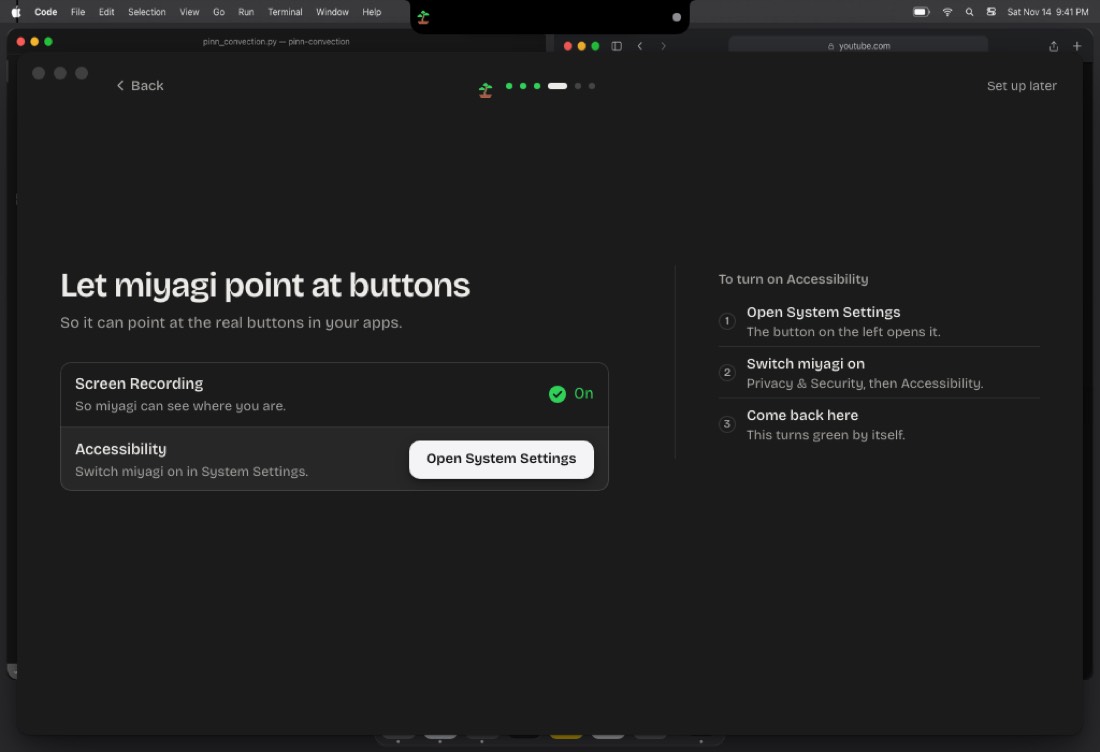 Code File Edit Selection View Go Run Terminal Window Help
Sat Nov 14 9:41 PM
pinn_convection.py — pinn-convection
youtube.com
Back
Set up later
Let miyagi point at buttons
So it can point at the real buttons in your apps.
Screen Recording
So miyagi can see where you are.
On
Accessibility
Switch miyagi on in System Settings.
Open System Settings
To turn on Accessibility
1
Open System Settings
The button on the left opens it.
2
Switch miyagi on
Privacy & Security, then Accessibility.
3
Come back here
This turns green by itself.